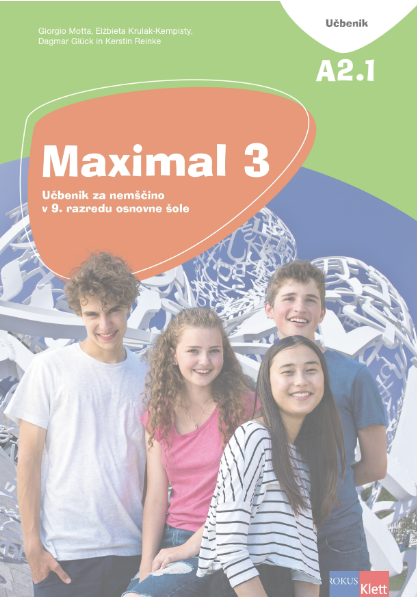 Učbenik
Giorgio Motta, Elżbieta Krulak-Kempisty,
Dagmar Glück in Kerstin Reinke
A2.1
Maximal 3
Učbenik za nemščino
v 9. razredu osnovne šole
ROKUS
Klett